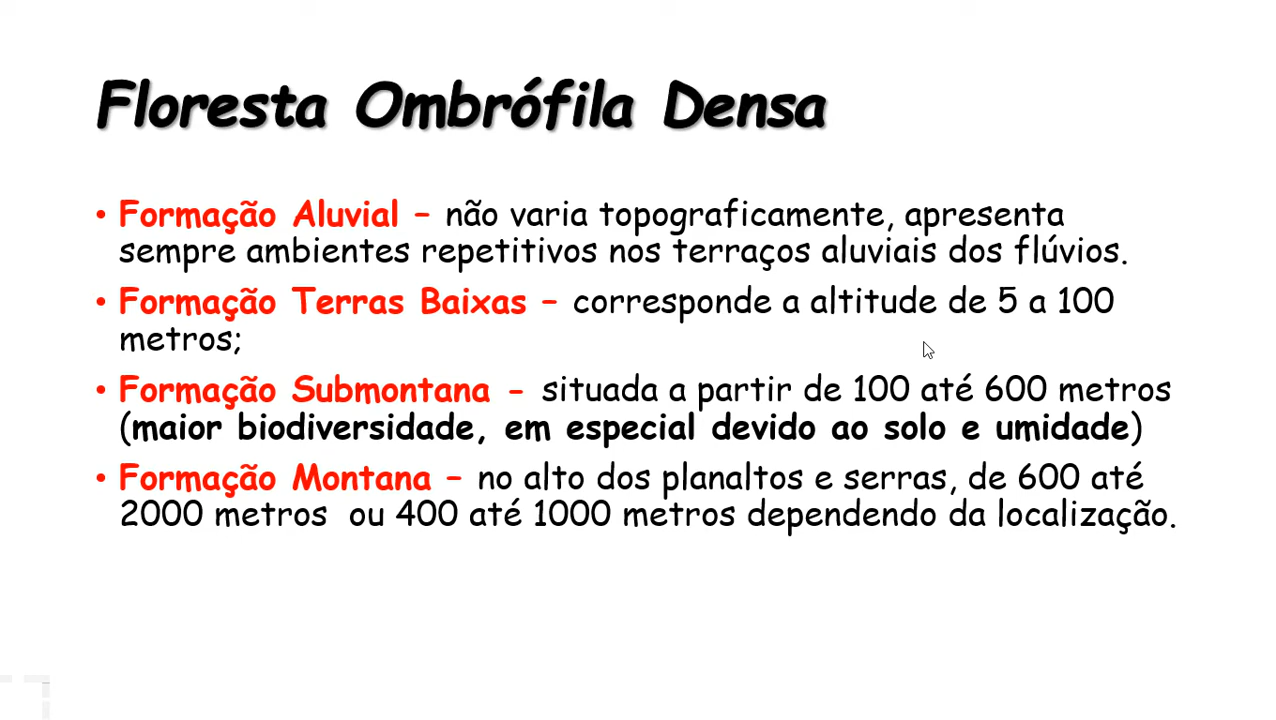 Floresta Ombrófila Densa
• Formação Aluvial – não varia topograficamente, apresenta
sempre ambientes repetitivos nos terraços aluviais dos flúvios.
• Formação Terras Baixas – corresponde a altitude de 5 a 100
metros;
• Formação Submontana - situada a partir de 100 até 600 metros
(maior biodiversidade, em especial devido ao solo e umidade)
• Formação Montana – no alto dos planaltos e serras, de 600 até
2000 metros  ou 400 até 1000 metros dependendo da localização.